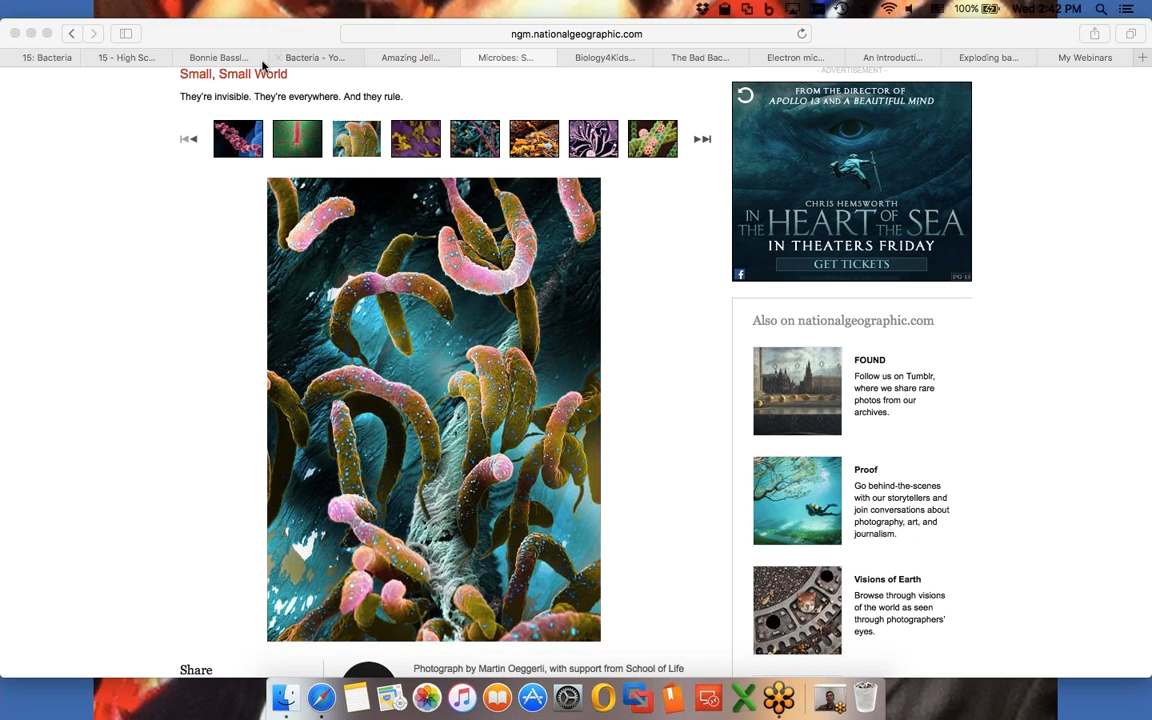 100%
Wed 2:42 PM
ngm.nationalgeographic.com
15: Bacteria
15 - High Sc...
Bonnie Bassl...
Bacteria - Yo...
Amazing Jell...
Microbes: S...
Biology4Kids...
The Bad Bac...
Electron mic...
An Introducti...
Exploding ba...
My Webinars
Small, Small World
They're invisible. They're everywhere. And they rule.
- ADVERTISEMENT -
FROM THE DIRECTOR OF
APOLLO 13 AND A BEAUTIFUL MIND
CHRIS HEMSWORTH
IN THE HEART OF THE SEA
IN THEATERS FRIDAY
GET TICKETS
PG-13
Also on nationalgeographic.com
FOUND
Follow us on Tumblr,
where we share rare
photos from our
archives.
Proof
Go behind-the-scenes
with our storytellers and
join conversations about
photography, art, and
journalism.
Visions of Earth
Browse through visions
of the world as seen
through photographers'
eyes.
Share
Photograph by Martin Oeggerli, with support from School of Life